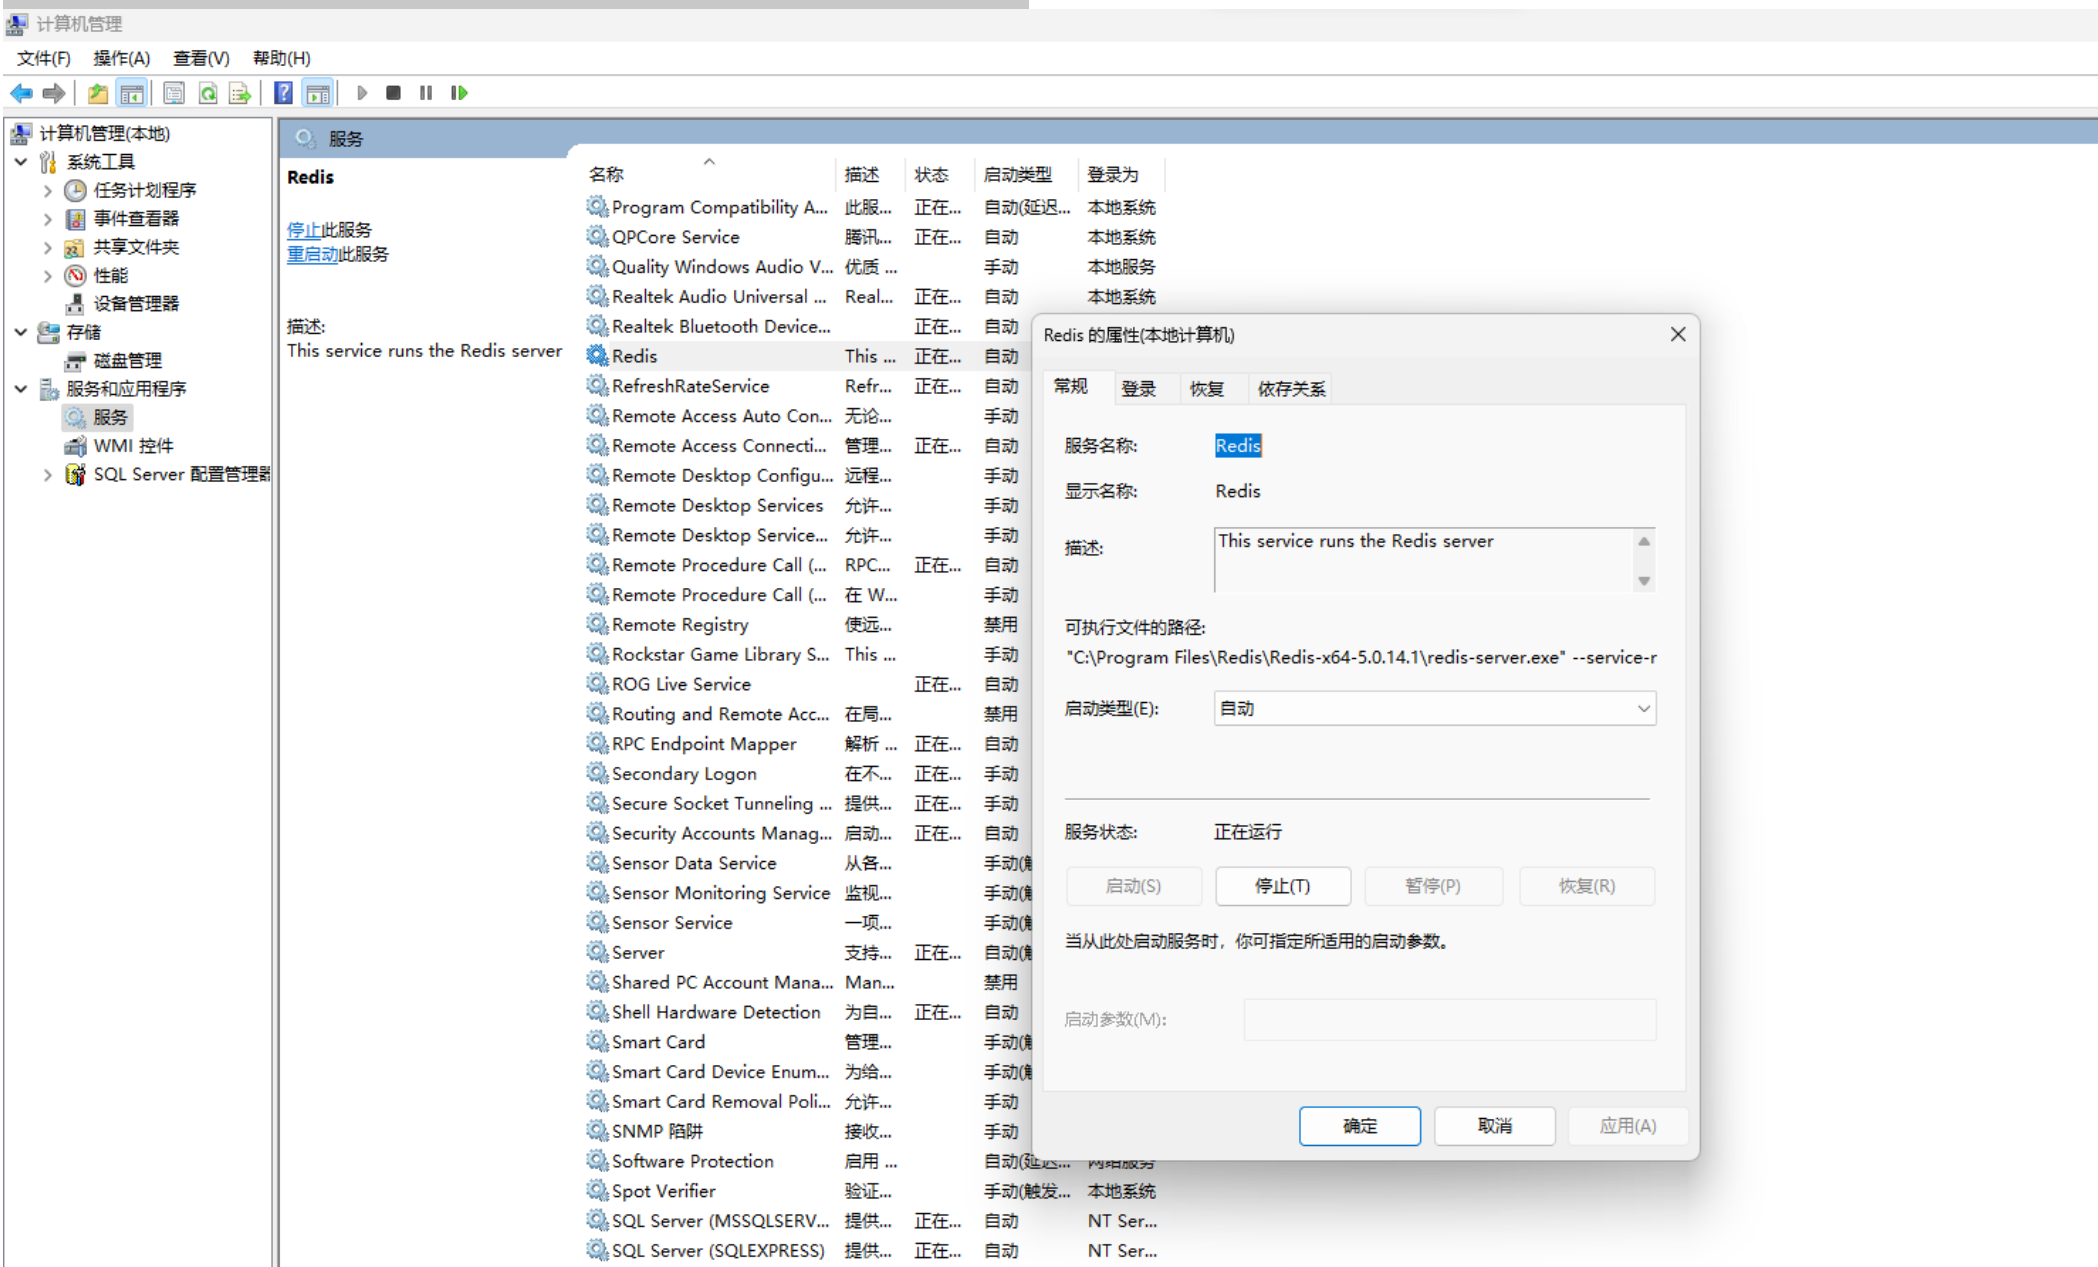 计算机管理
文件(F) 操作(A) 查看(V) 帮助(H)
计算机管理(本地)
系统工具
任务计划程序
事件查看器
共享文件夹
性能
设备管理器
存储
磁盘管理
服务和应用程序
服务
WMI 控件
SQL Server 配置管理器
服务
Redis
停止此服务
重启动此服务
描述:
This service runs the Redis server
名称 描述 状态 启动类型 登录为
Program Compatibility A... 此服... 正在... 自动(延迟... 本地系统
QPCore Service 腾讯... 正在... 自动 本地系统
Quality Windows Audio V... 优质 ... 手动 本地服务
Realtek Audio Universal ... Real... 正在... 自动 本地系统
Realtek Bluetooth Device... 正在... 自动
Redis This ... 正在... 自动
RefreshRateService Refr... 正在... 自动
Remote Access Auto Con... 无论... 手动
Remote Access Connecti... 管理... 正在... 自动
Remote Desktop Configu... 远程... 手动
Remote Desktop Services 允许... 手动
Remote Desktop Service... 允许... 手动
Remote Procedure Call (... RPC... 正在... 自动
Remote Procedure Call (... 在 W... 手动
Remote Registry 使远... 禁用
Rockstar Game Library S... This ... 手动
ROG Live Service 正在... 自动
Routing and Remote Acc... 在局... 禁用
RPC Endpoint Mapper 解析 ... 正在... 自动
Secondary Logon 在不... 正在... 手动
Secure Socket Tunneling ... 提供... 正在... 手动
Security Accounts Manag... 启动... 正在... 自动
Sensor Data Service 从各... 手动(触
Sensor Monitoring Service 监视... 手动(触
Sensor Service 一项... 手动(触
Server 支持... 正在... 自动(触
Shared PC Account Mana... Man... 禁用
Shell Hardware Detection 为自... 正在... 自动
Smart Card 管理... 手动(触
Smart Card Device Enum... 为给... 手动(触
Smart Card Removal Poli... 允许... 手动
SNMP 陷阱 接收... 手动
Software Protection 启用 ... 自动(延迟... 网络服务
Spot Verifier 验证... 手动(触发... 本地系统
SQL Server (MSSQLSERV... 提供... 正在... 自动 NT Ser...
SQL Server (SQLEXPRESS) 提供... 正在... 自动 NT Ser...
Redis 的属性(本地计算机)
常规 登录 恢复 依存关系
服务名称: Redis
显示名称: Redis
描述: This service runs the Redis server
可执行文件的路径:
"C:\Program Files\Redis\Redis-x64-5.0.14.1\redis-server.exe" --service-r
启动类型(E): 自动
服务状态: 正在运行
启动(S) 停止(T) 暂停(P) 恢复(R)
当从此处启动服务时，你可指定所适用的启动参数。
启动参数(M):
确定 取消 应用(A)